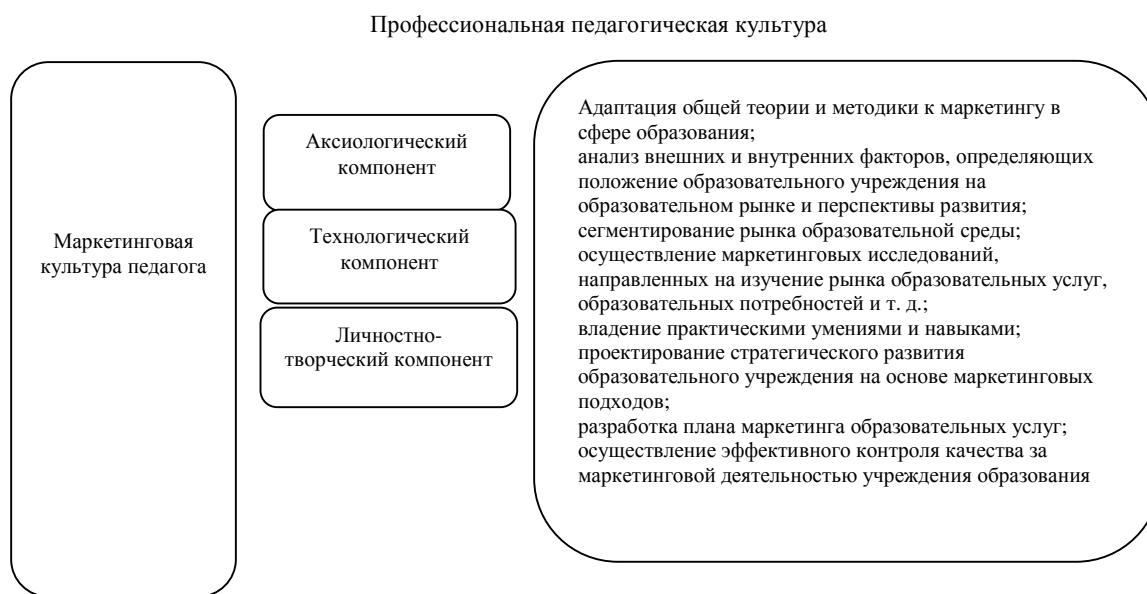 Профессиональная педагогическая культура
Маркетинговая
культура педагога
Аксиологический
компонент
Технологический
компонент
Личностно-
творческий компонент
Адаптация общей теории и методики к маркетингу в
сфере образования;
анализ внешних и внутренних факторов, определяющих
положение образовательного учреждения на
образовательном рынке и перспективы развития;
сегментирование рынка образовательной среды;
осуществление маркетинговых исследований,
направленных на изучение рынка образовательных услуг,
образовательных потребностей и т. д.;
владение практическими умениями и навыками;
проектирование стратегического развития
образовательного учреждения на основе маркетинговых
подходов;
разработка плана маркетинга образовательных услуг;
осуществление эффективного контроля качества за
маркетинговой деятельностью учреждения образования